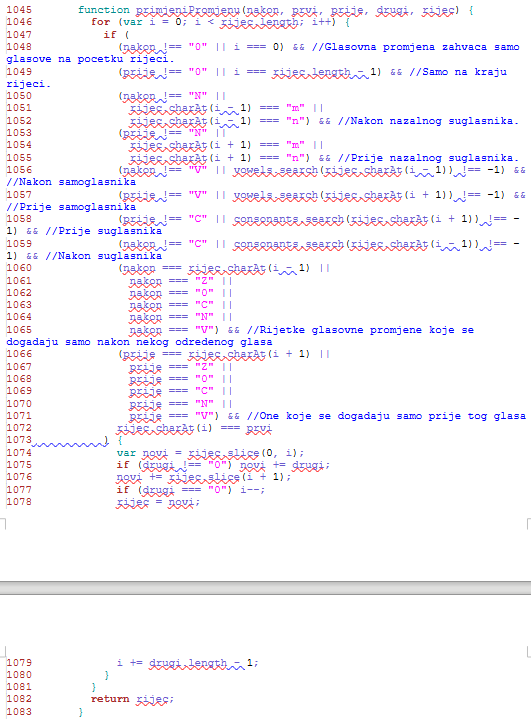 1045 function primjeniPromjenu(nakon, prvi, prije, drugi, rijec) {
1046 for (var i = 0; i < rijec.length; i++) {
1047 if (
1048 (nakon !== "0" || i === 0) && //Glasovna promjena zahvaca samo
glasove na pocetku rijeci.
1049 (prije !== "0" || i === rijec.length - 1) && //Samo na kraju
rijeci.
1050 (nakon !== "N" ||
1051 rijec.charAt(i - 1) === "m" ||
1052 rijec.charAt(i - 1) === "n") && //Nakon nazalnog suglasnika.
1053 (prije !== "N" ||
1054 rijec.charAt(i + 1) === "m" ||
1055 rijec.charAt(i + 1) === "n") && //Prije nazalnog suglasnika.
1056 (nakon !== "V" || vowels.search(rijec.charAt(i - 1)) !== -1) &&
//Nakon samoglasnika
1057 (prije !== "V" || vowels.search(rijec.charAt(i + 1)) !== -1) &&
//Prije samoglasnika
1058 (prije !== "C" || consonants.search(rijec.charAt(i + 1)) !== -
1) && //Prije suglasnika
1059 (nakon !== "C" || consonants.search(rijec.charAt(i - 1)) !== -
1) && //Nakon suglasnika
1060 (nakon === rijec.charAt(i - 1) ||
1061 nakon === "Z" ||
1062 nakon === "0" ||
1063 nakon === "C" ||
1064 nakon === "N" ||
1065 nakon === "V") && //Rijetke glasovne promjene koje se
dogadaju samo nakon nekog odredenog glasa
1066 (prije === rijec.charAt(i + 1) ||
1067 prije === "Z" ||
1068 prije === "0" ||
1069 prije === "C" ||
1070 prije === "N" ||
1071 prije === "V") && //One koje se dogadaju samo prije tog glasa
1072 rijec.charAt(i) === prvi
1073 ) {
1074 var novi = rijec.slice(0, i);
1075 if (drugi !== "0") novi += drugi;
1076 novi += rijec.slice(i + 1);
1077 if (drugi === "0") i--;
1078 rijec = novi;
1079 i += drugi.length - 1;
1080 }
1081 }
1082 return rijec;
1083 }